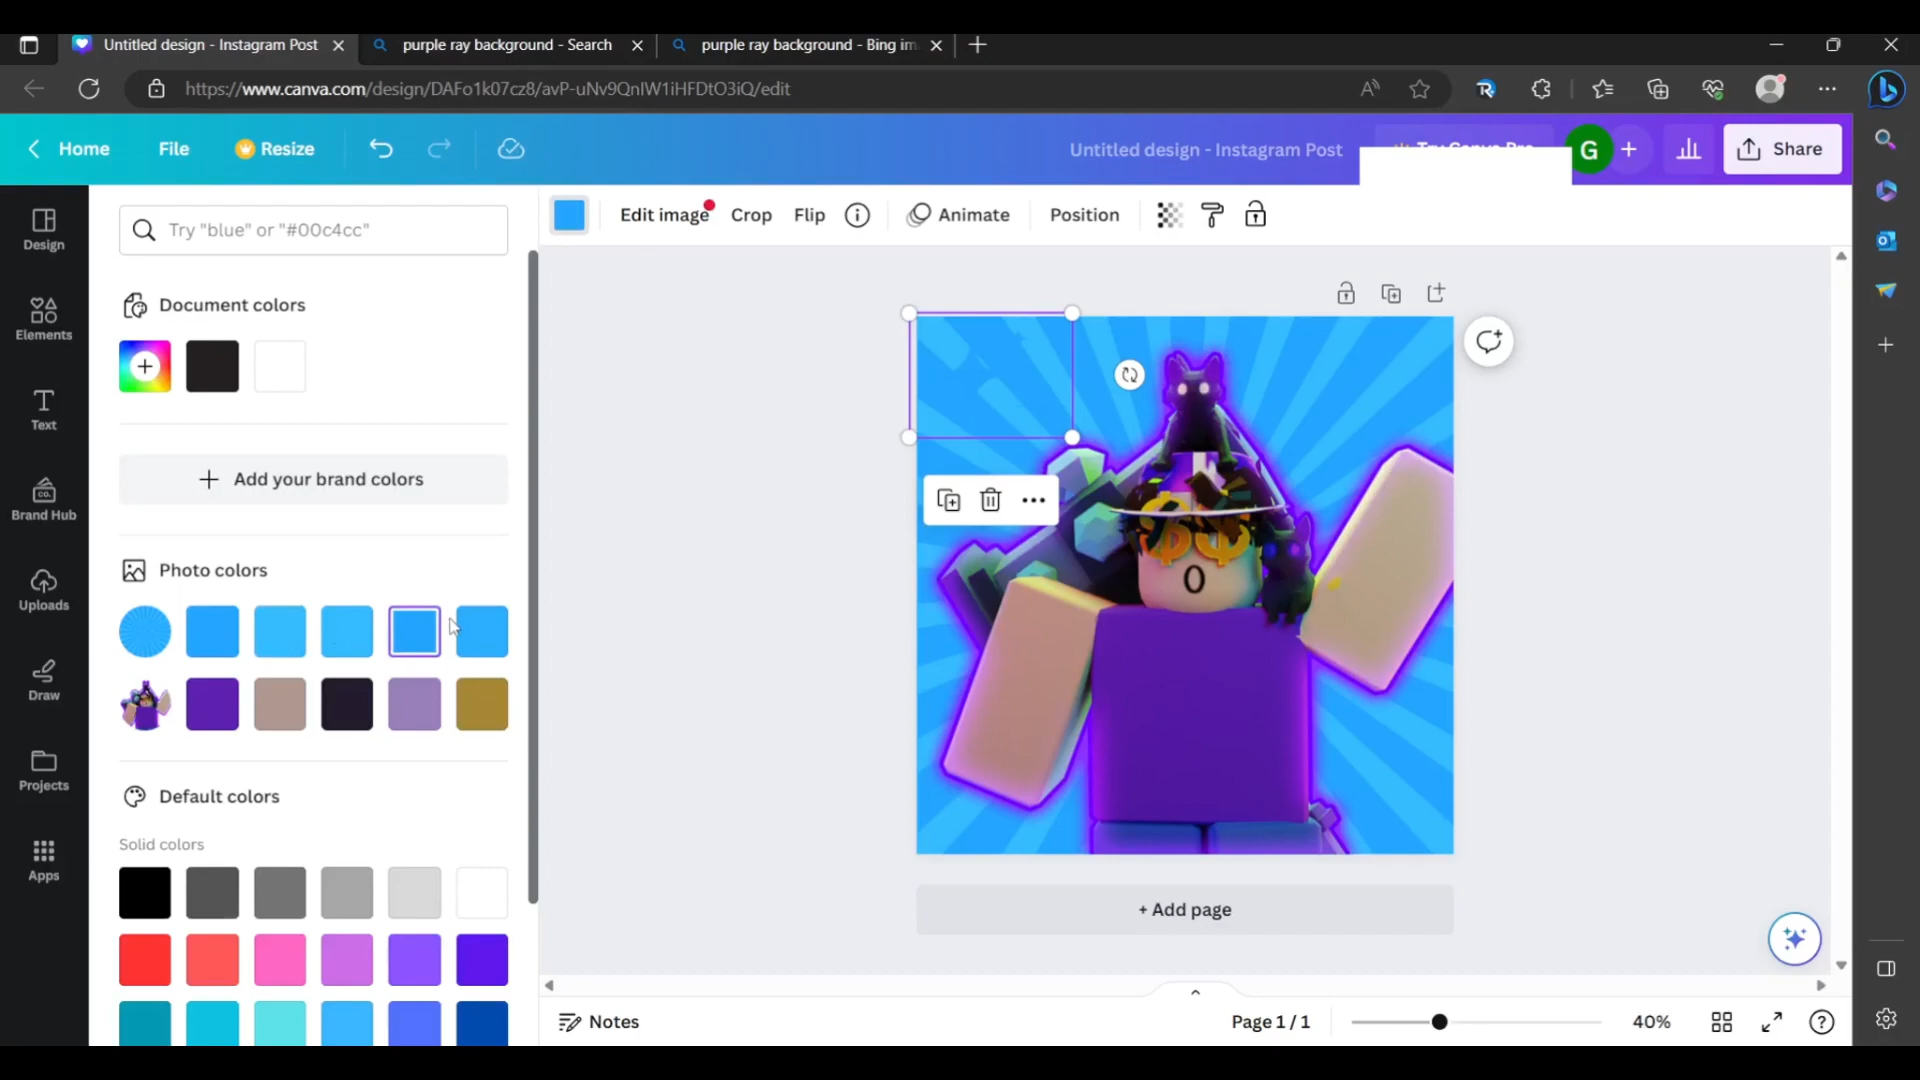 Untitled design - Instagram Post
purple ray background - Search
purple ray background - Bing im
https://www.canva.com/design/DAFo1k07cz8/avP-uNv9QnIW1iHFDtO3iQ/edit
Home
File
Resize
Untitled design - Instagram Post
Try Canva Pro
G
Share
Try "blue" or "#00c4cc"
Edit image
Crop
Flip
Animate
Position
Design
Elements
Text
Brand Hub
Uploads
Draw
Projects
Apps
Document colors
Add your brand colors
Photo colors
Default colors
Solid colors
+ Add page
Notes
Page 1 / 1
40%